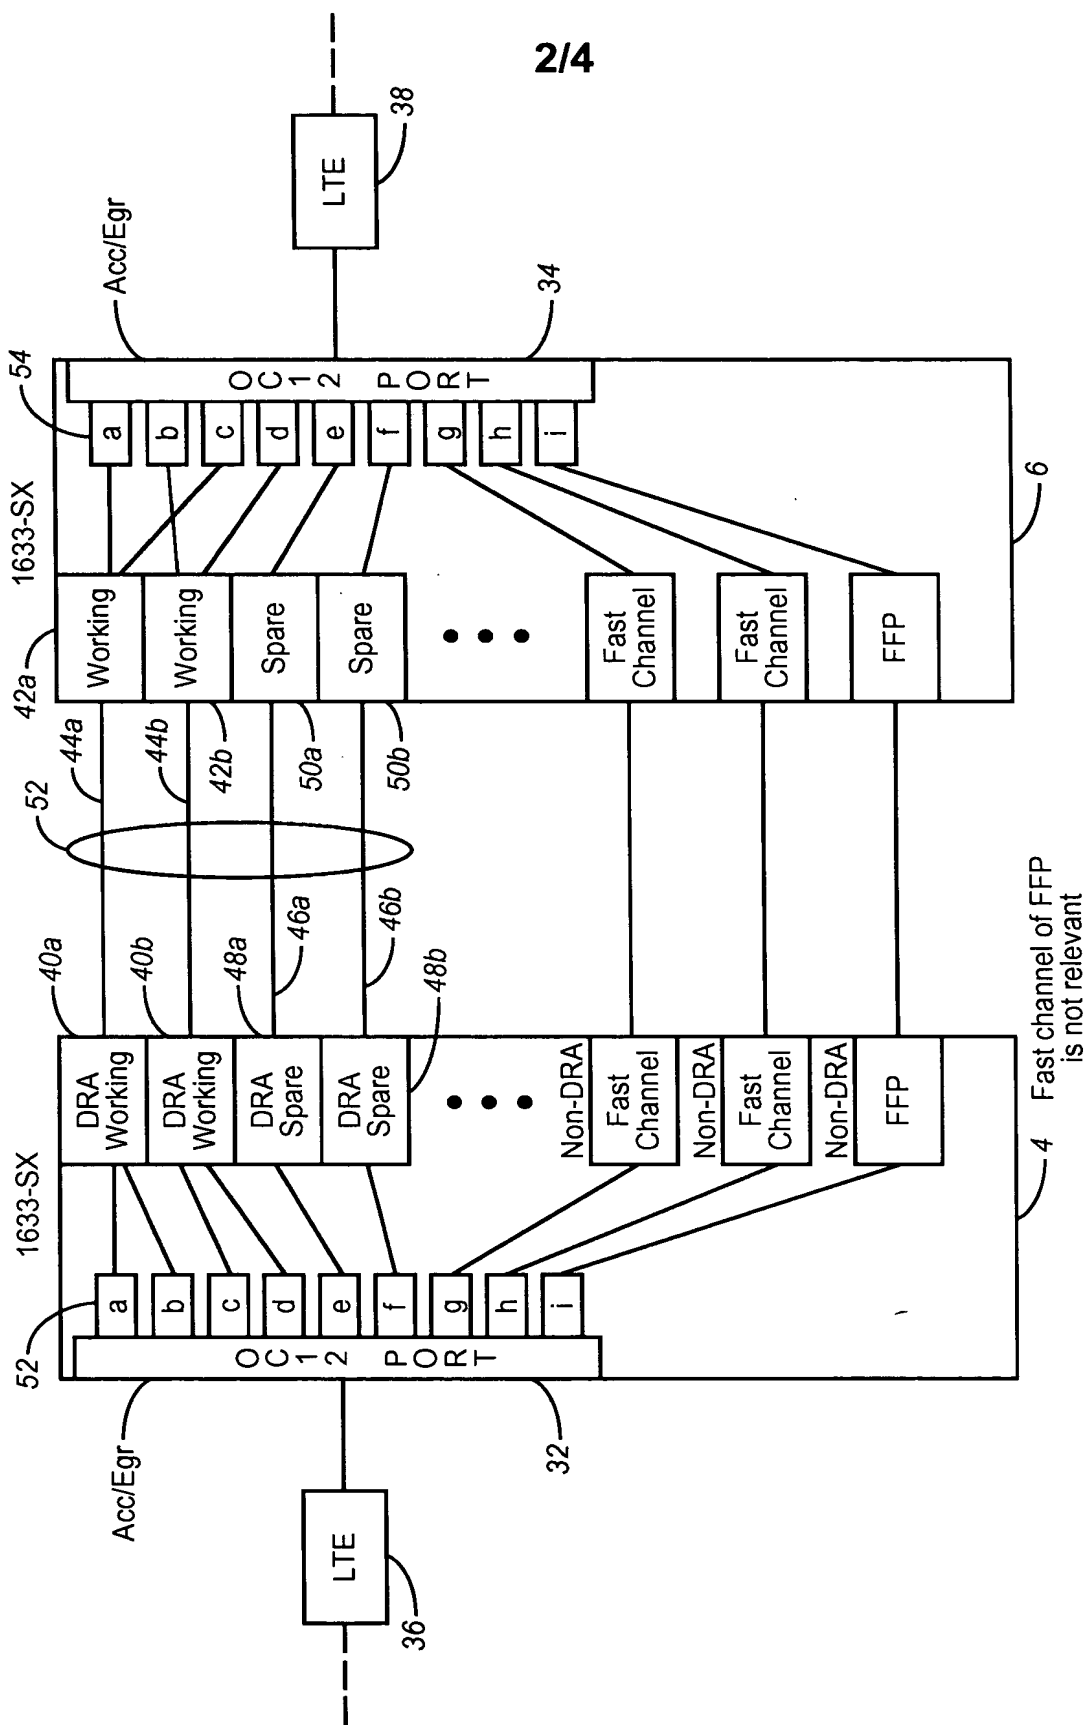 2/4
LTE
38
Acc/Egr
34
54
OC12 PORT
a
b
c
d
e
f
g
h
i
1633-SX
6
42a
Working
Working
Spare
Spare
Fast
Channel
Fast
Channel
FFP
44a
44b
42b
50a
50b
52
46a
46b
40a
40b
48a
48b
DRA
Working
DRA
Working
DRA
Spare
DRA
Spare
Non-DRA
Fast
Channel
Non-DRA
Fast
Channel
Non-DRA
FFP
1633-SX
4
Fast channel of FFP
is not relevant
52
a
b
c
d
e
f
g
h
i
OC12 PORT
Acc/Egr
32
LTE
36